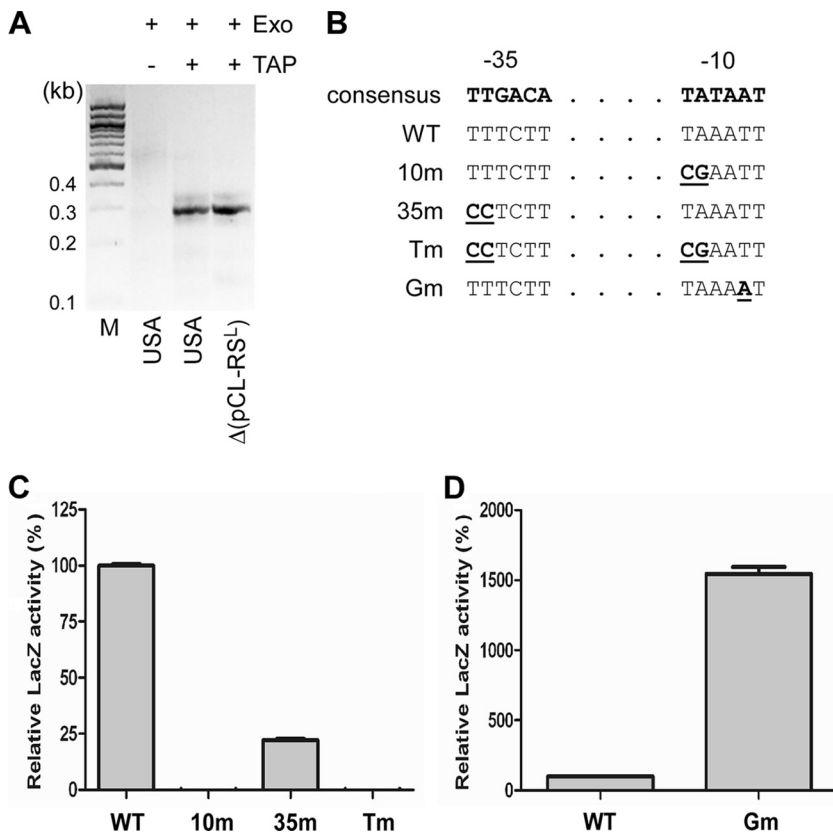 A
+ + + Exo
- + + TAP
(kb)
0.4
0.3
0.2
0.1
M
USA
USA
Δ(pCL-RS^L)
B
-35 -10
consensus TTGACA . . . . TATAAT
WT TTTCTT . . . . TAAATT
10m TTTCTT . . . . CGAATT
35m CCTCTT . . . . TAAATT
Tm CCTCTT . . . . CGAATT
Gm TTTCTT . . . . TAAAAT
C
Relative LacZ activity (%)
125
100
75
50
25
0
WT 10m 35m Tm
D
Relative LacZ activity (%)
2000
1500
1000
500
0
WT Gm